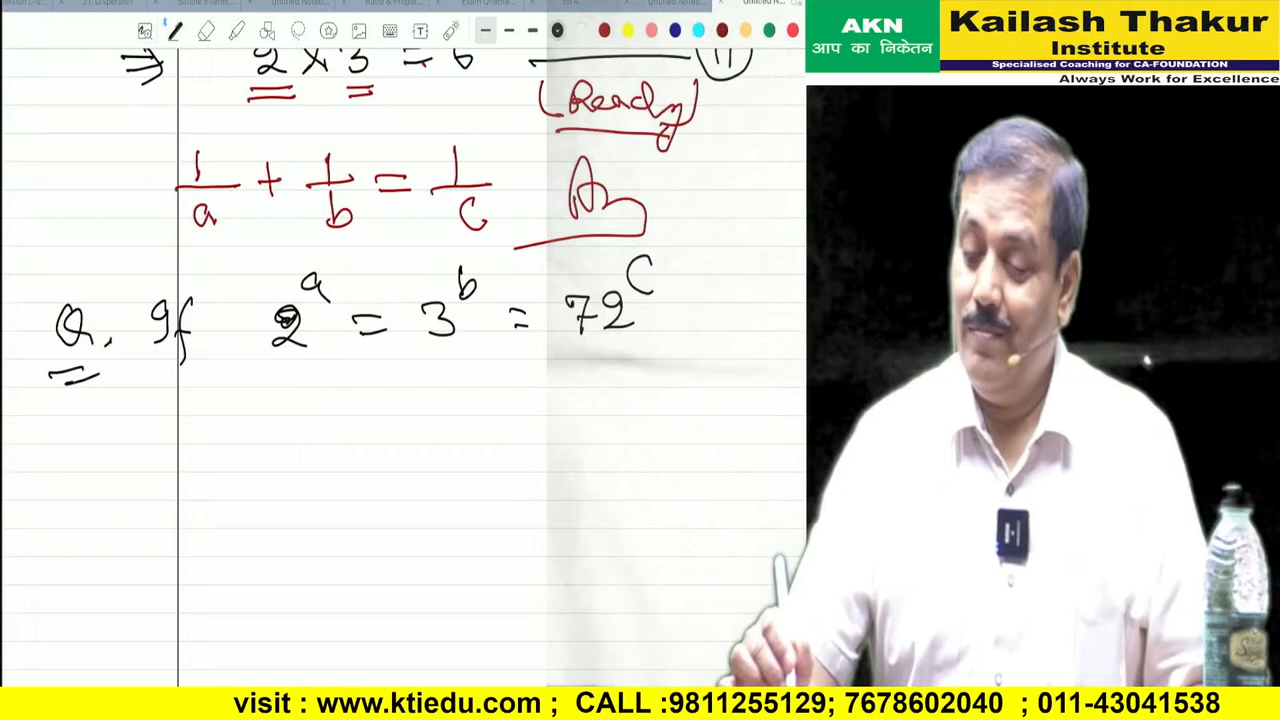 AKN
आप का निकेतन
Kailash Thakur
Institute
Specialised Coaching for CA-FOUNDATION
Always Work for Excellence
⇒ 2 × 3 = 6 II
(Ready)
1/a + 1/b = 1/c
Q. If 2^a = 3^b = 72^c
visit : www.ktiedu.com ; CALL :9811255129; 7678602040 ; 011-43041538